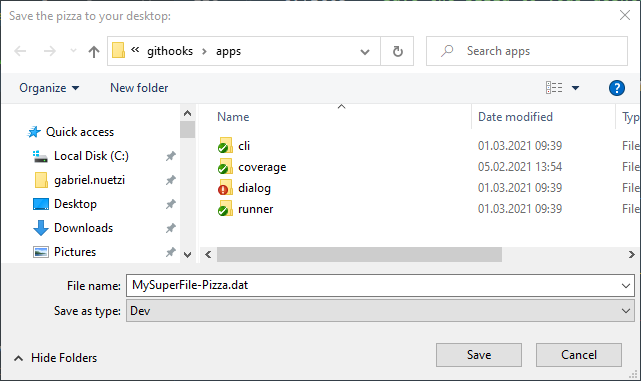 Save the pizza to your desktop:
« githooks › apps
Search apps
Organize
New folder
?
Name
Date modified
Typ
Quick access
Local Disk (C:)
gabriel.nuetzi
Desktop
Downloads
Pictures
cli 01.03.2021 09:39 File
coverage 05.02.2021 13:54 File
dialog 01.03.2021 09:39 File
runner 01.03.2021 09:39 File
File name: MySuperFile-Pizza.dat
Save as type: Dev
Hide Folders
Save
Cancel